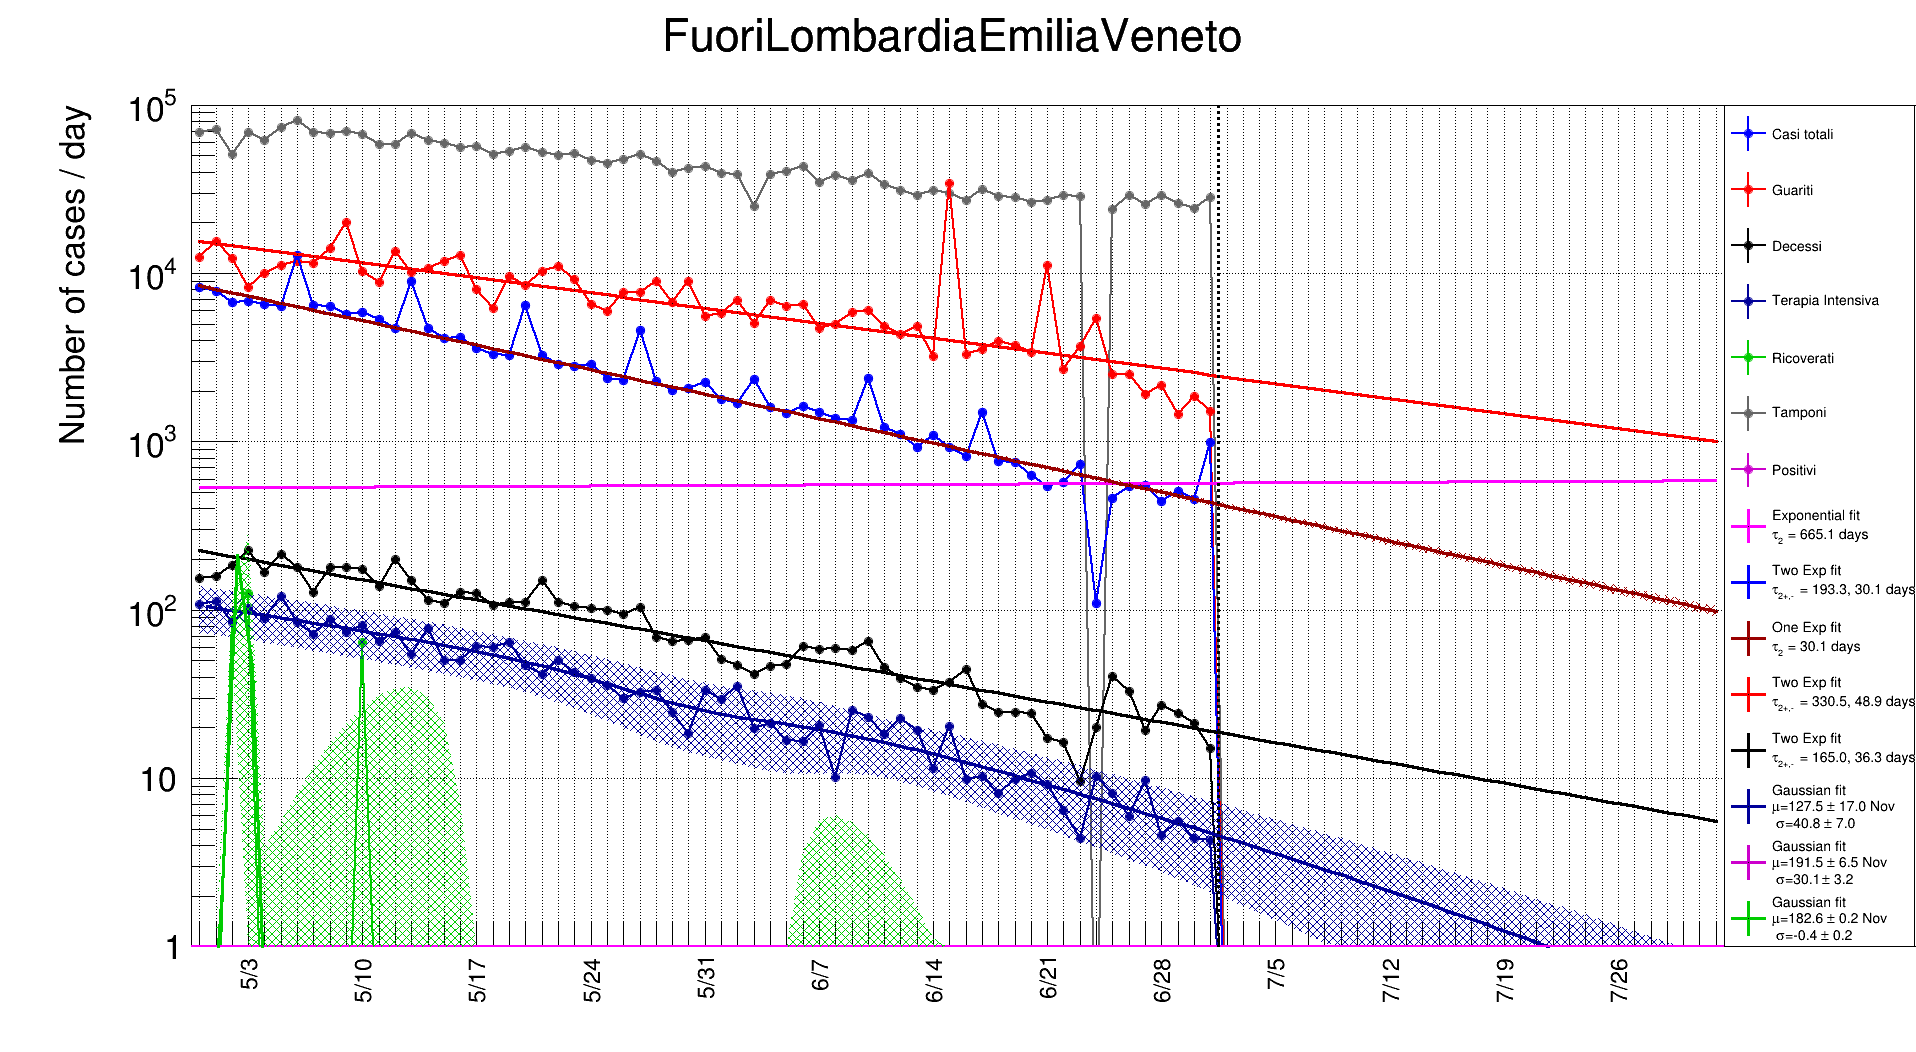 FuoriLombardiaEmiliaVeneto
Number of cases / day
10^5
10^4
10^3
10^2
10
1
5/3
5/10
5/17
5/24
5/31
6/7
6/14
6/21
6/28
7/5
7/12
7/19
7/26
Casi totali
Guariti
Decessi
Terapia Intensiva
Ricoverati
Tamponi
Positivi
Exponential fit
τ2 = 665.1 days
Two Exp fit
τ2+,- = 193.3, 30.1 days
One Exp fit
τ2 = 30.1 days
Two Exp fit
τ2+,- = 330.5, 48.9 days
Two Exp fit
τ2+,- = 165.0, 36.3 days
Gaussian fit
μ=127.5 ± 17.0 Nov
σ=40.8 ± 7.0
Gaussian fit
μ=191.5 ± 6.5 Nov
σ=30.1 ± 3.2
Gaussian fit
μ=182.6 ± 0.2 Nov
σ=-0.4 ± 0.2